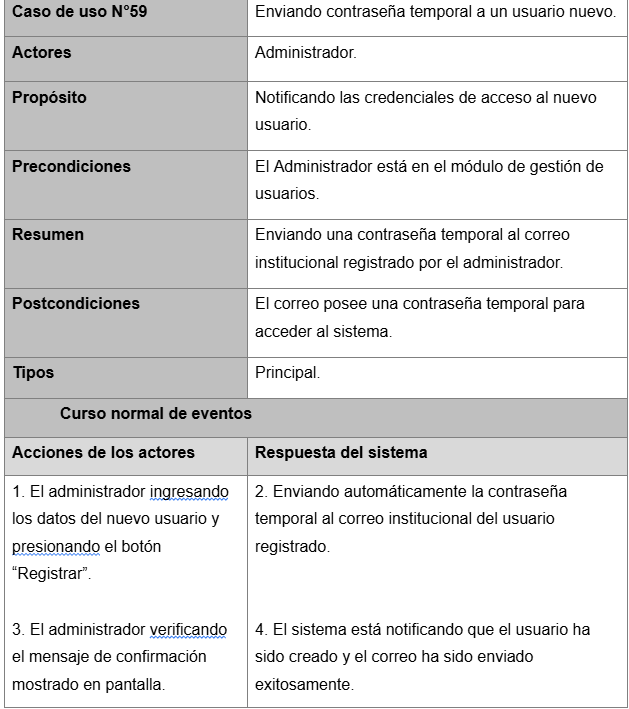 Caso de uso N°59
Enviando contraseña temporal a un usuario nuevo.
Actores
Administrador.
Propósito
Notificando las credenciales de acceso al nuevo
usuario.
Precondiciones
El Administrador está en el módulo de gestión de
usuarios.
Resumen
Enviando una contraseña temporal al correo
institucional registrado por el administrador.
Postcondiciones
El correo posee una contraseña temporal para
acceder al sistema.
Tipos
Principal.
Curso normal de eventos
Acciones de los actores
Respuesta del sistema
1. El administrador ingresando
los datos del nuevo usuario y
presionando el botón
“Registrar”.
2. Enviando automáticamente la contraseña
temporal al correo institucional del usuario
registrado.
3. El administrador verificando
el mensaje de confirmación
mostrado en pantalla.
4. El sistema está notificando que el usuario ha
sido creado y el correo ha sido enviado
exitosamente.